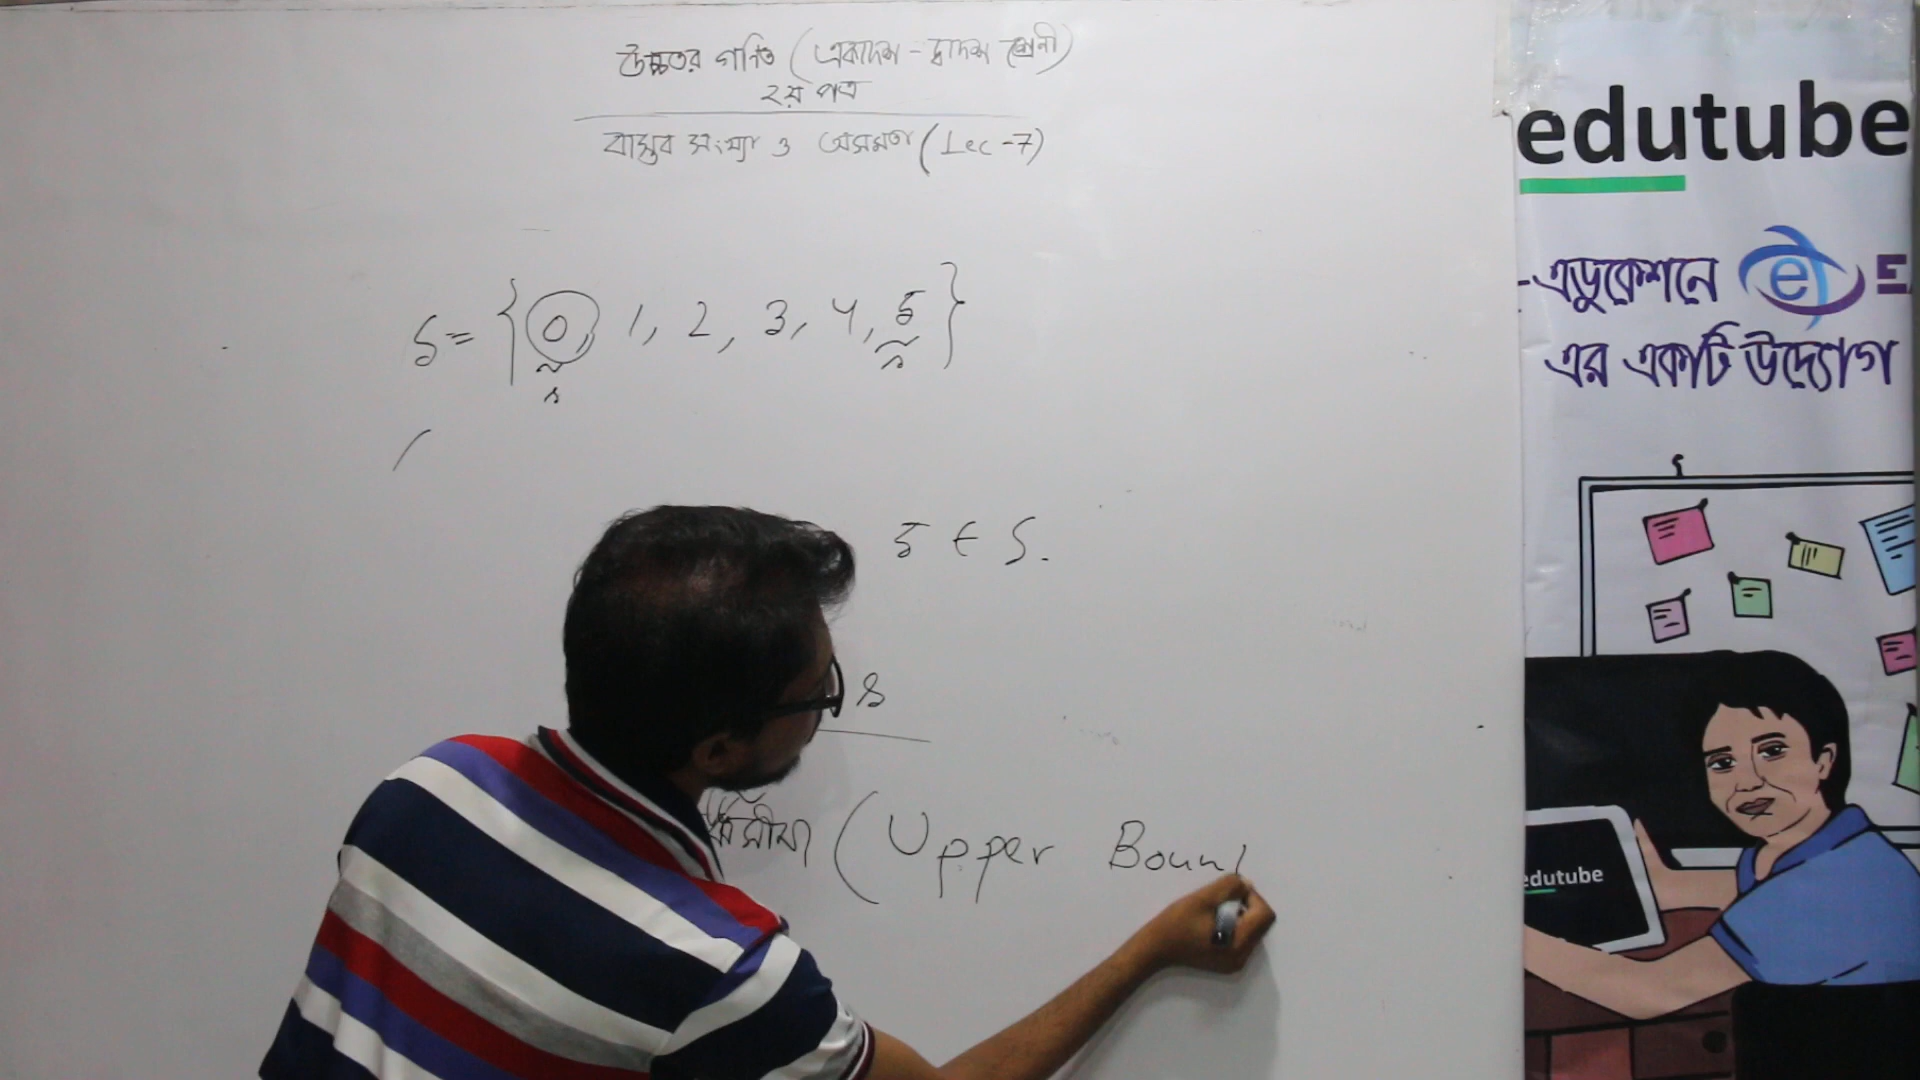 উচ্চতর গণিত (একাদশ - দ্বাদশ শ্রেণী)
২য় পত্র
বাস্তব সংখ্যা ও অসমতা (Lec-7)
S = {0, 1, 2, 3, 4, 5}
5 ∈ S.
(Upper Boun
edutube
-এডুকেশনে e E
এর একটি উদ্যোগ
edutube